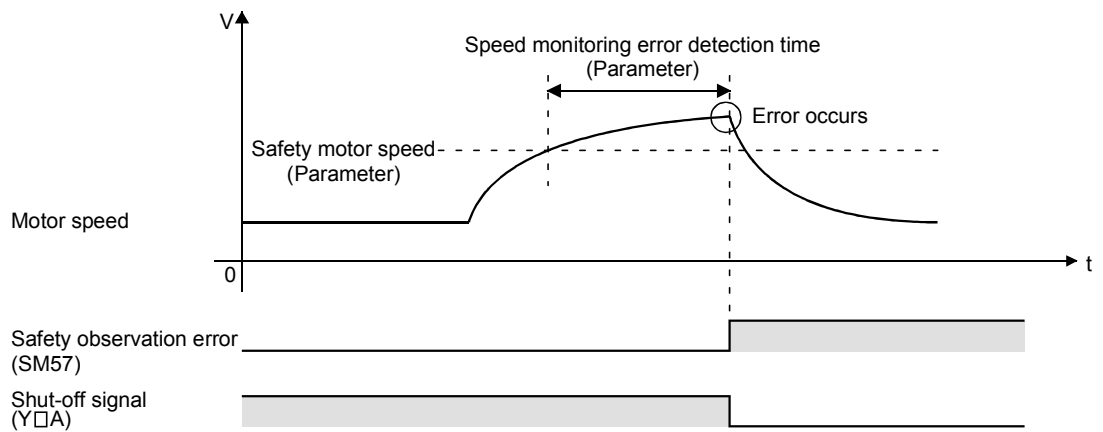 V
Speed monitoring error detection time
(Parameter)
Error occurs
Safety motor speed
(Parameter)
Motor speed
0
t
Safety observation error
(SM57)
Shut-off signal
(Y□A)